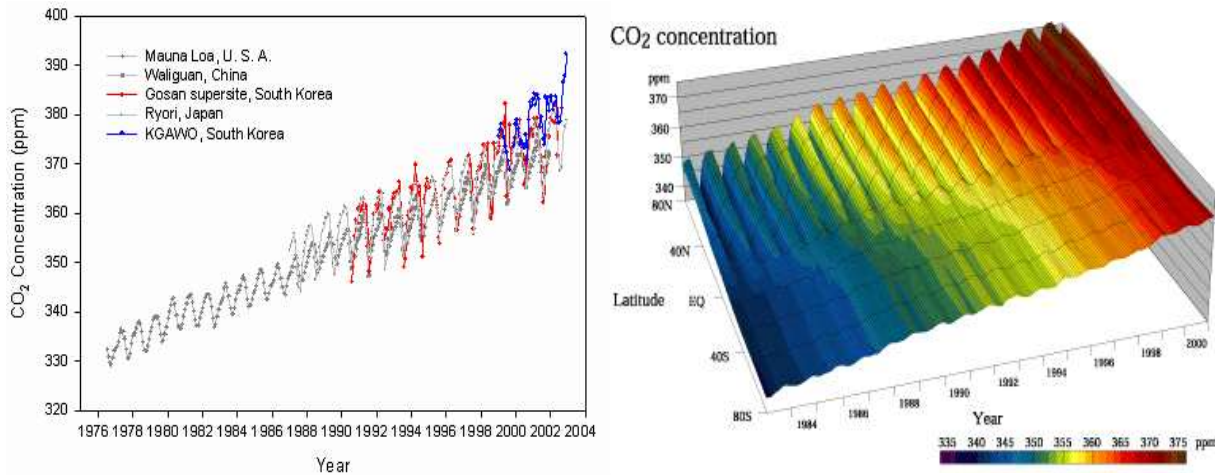 400
390
380
370
360
350
340
330
320
CO2 Concentration (ppm)
Mauna Loa, U. S. A.
Waliguan, China
Gosan supersite, South Korea
Ryori, Japan
KGAWO, South Korea
1976 1978 1980 1982 1984 1986 1988 1990 1992 1994 1996 1998 2000 2002 2004
Year
CO2 concentration
ppm
370
360
350
340
80N
40N
Latitude EQ
40S
80S
1984 1986 1988 1990 1992 1994 1996 1998 2000
Year
335 340 345 350 355 360 365 370 375 ppm